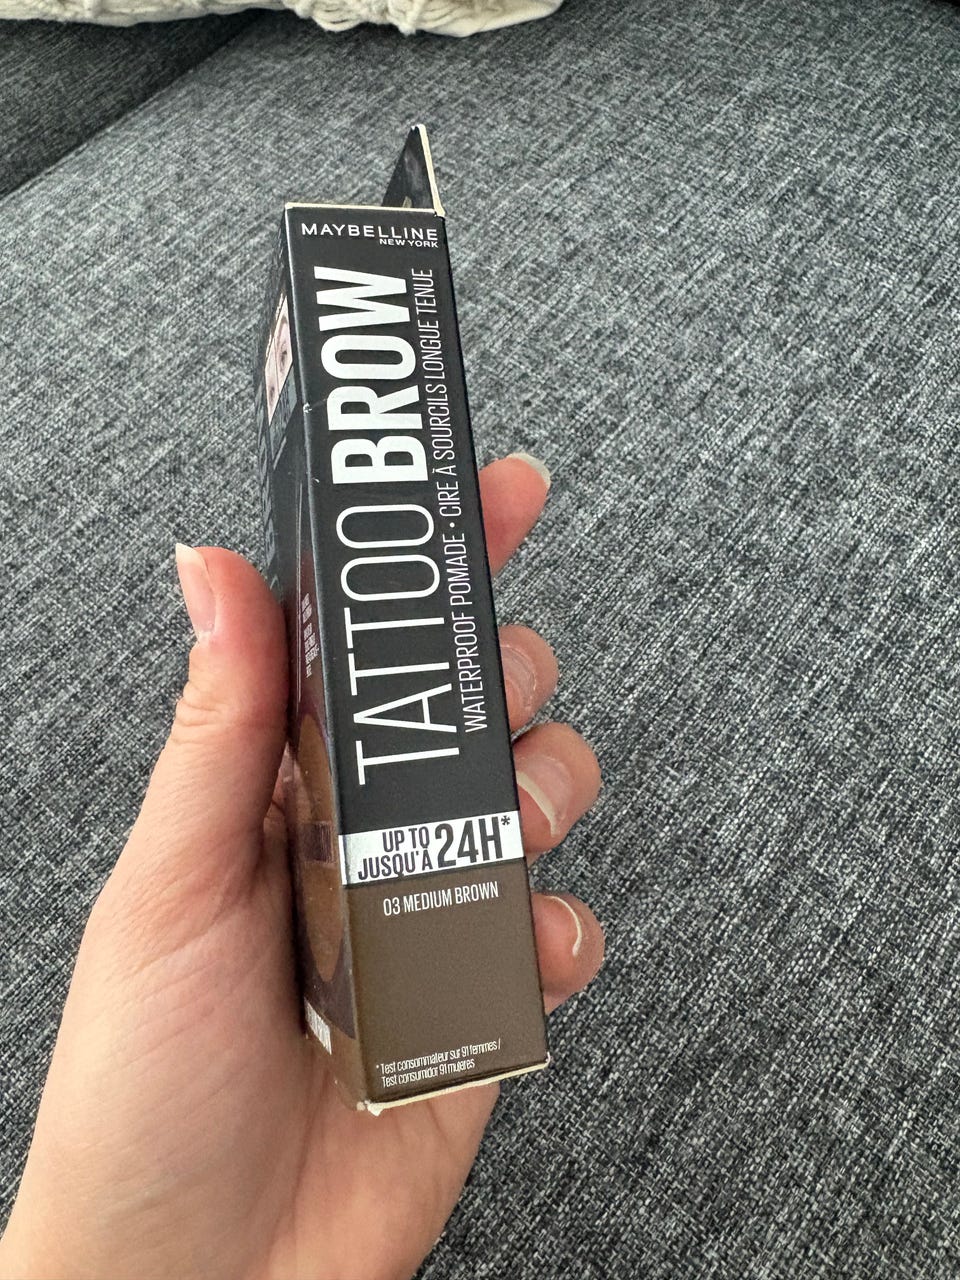 MAYBELLINE
NEW YORK
TATTOO BROW
WATERPROOF POMADE • CIRE À SOURCILS LONGUE TENUE
UP TO
JUSQU'À 24H*
03 MEDIUM BROWN
*Test consommateur sur 91 femmes /
Test consumidor 91 mujeres